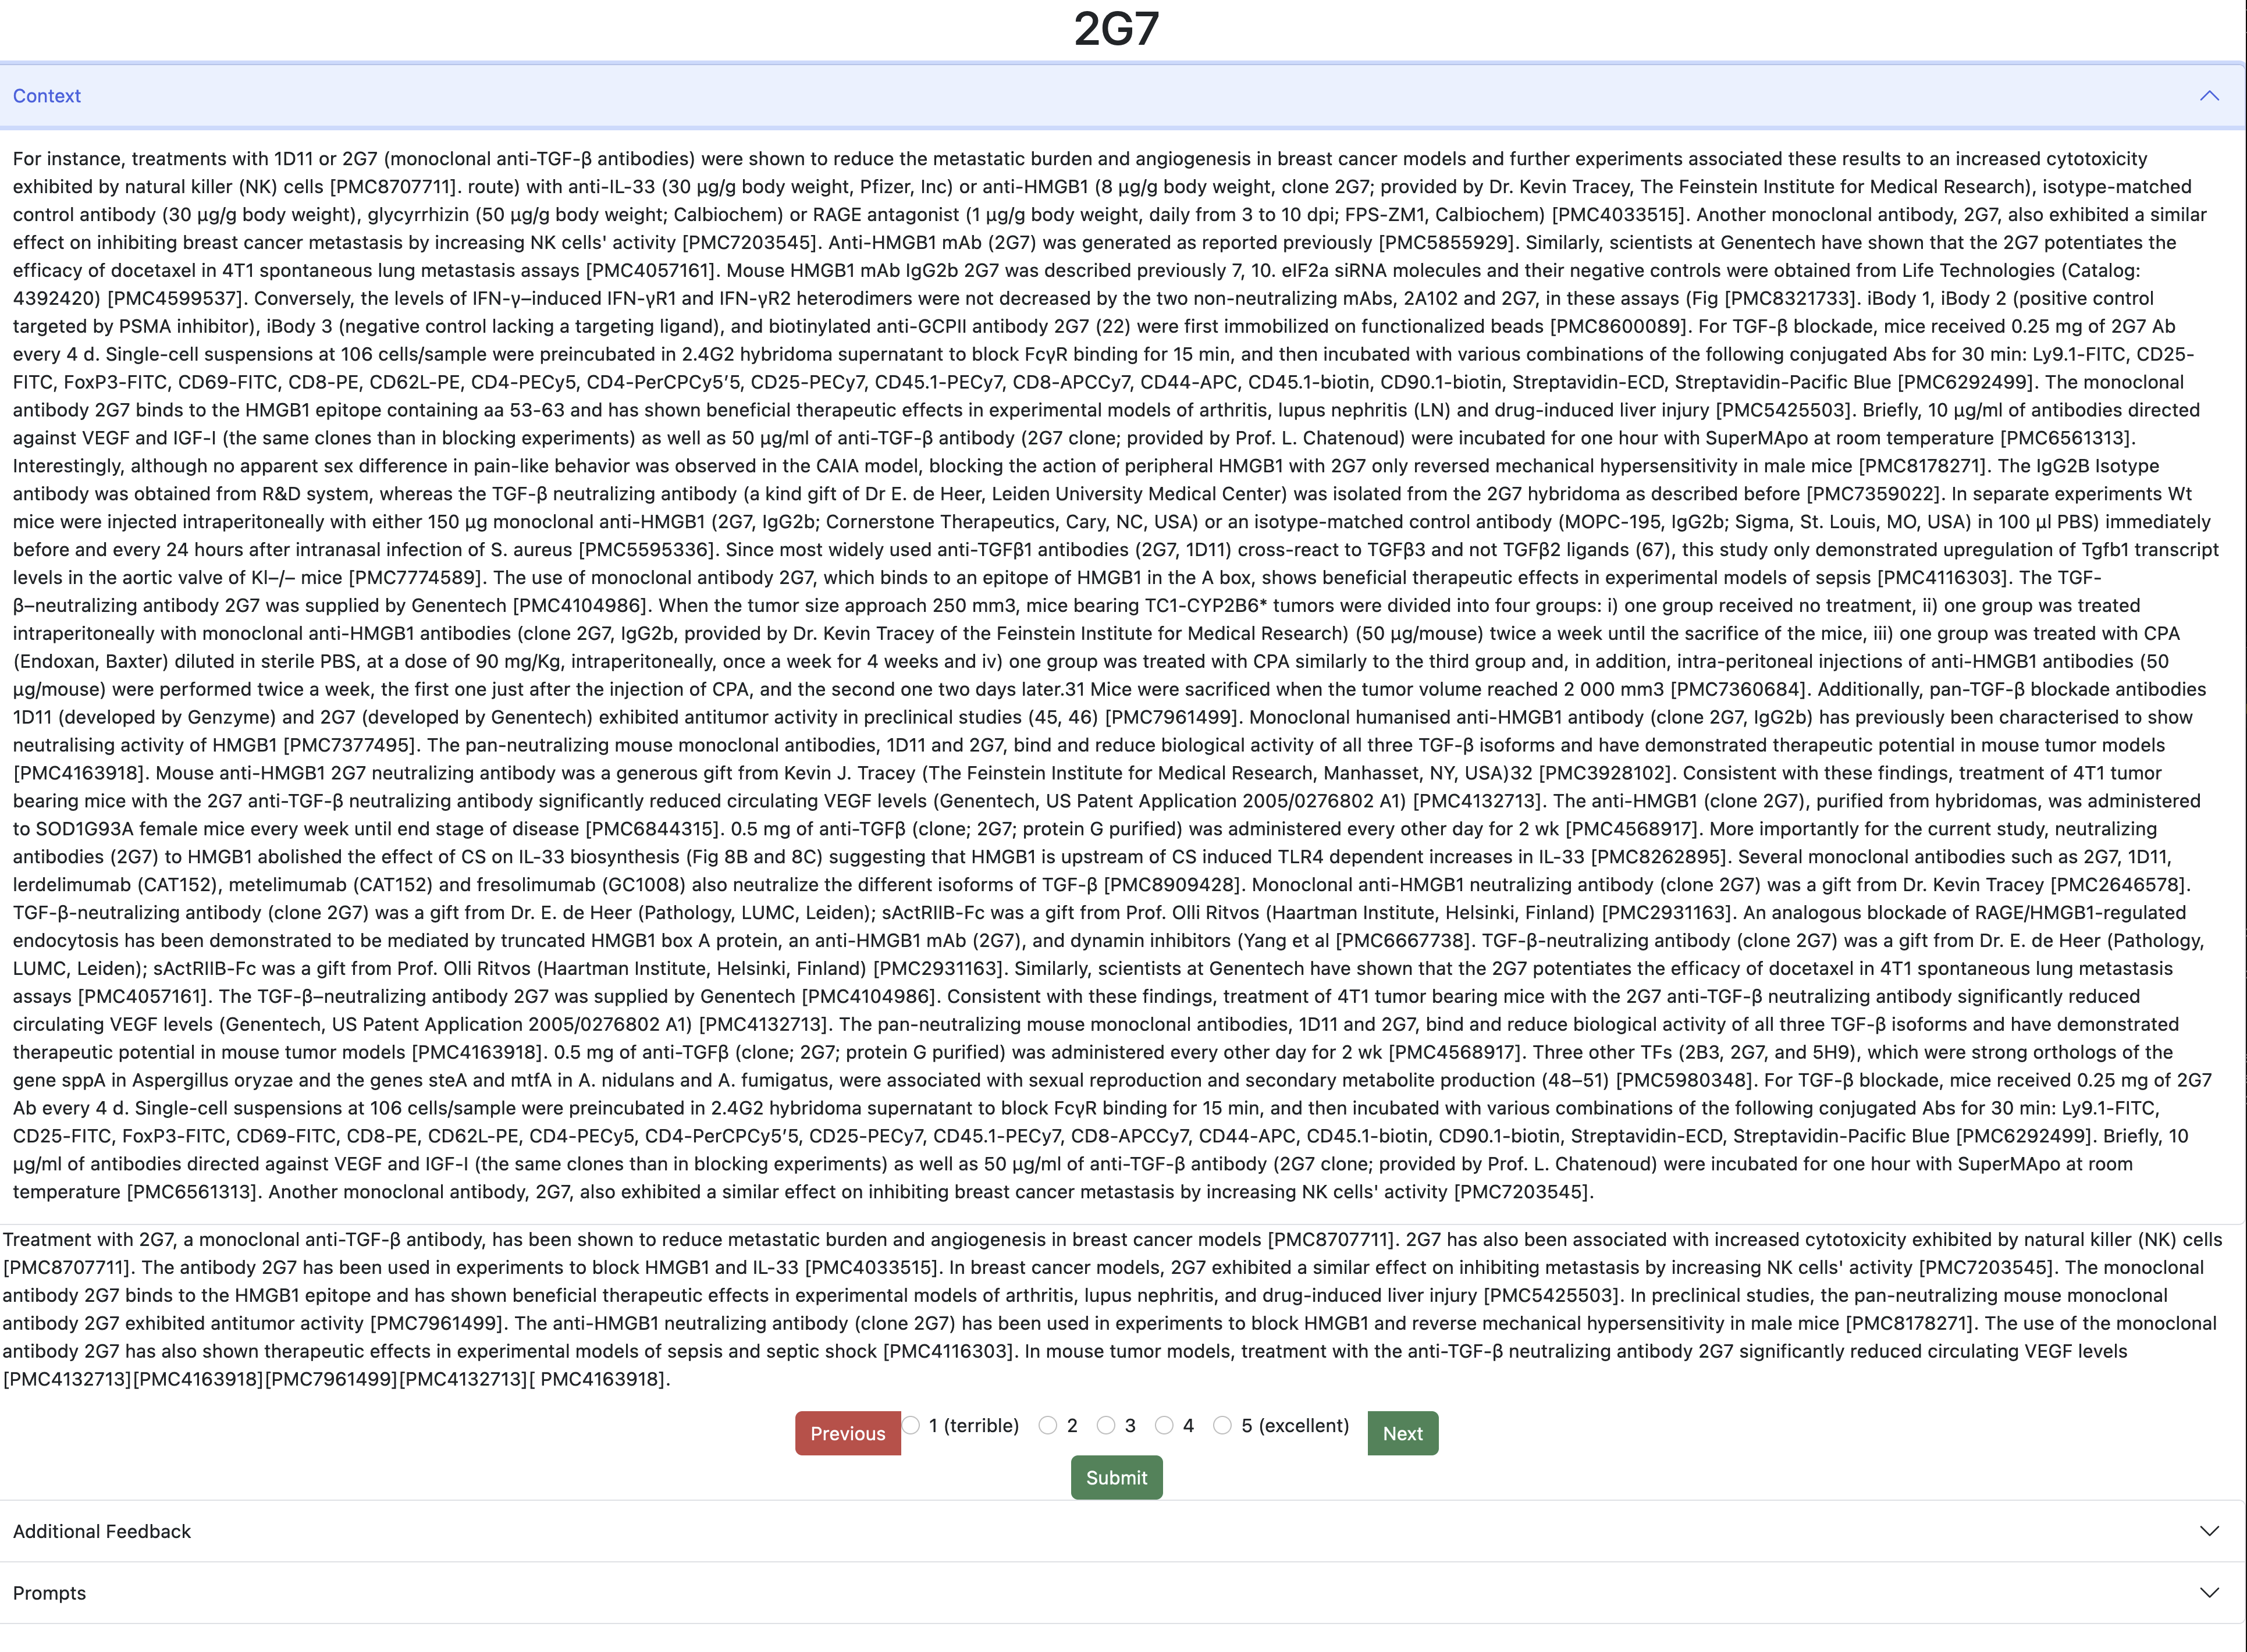 2G7
Context
For instance, treatments with 1D11 or 2G7 (monoclonal anti-TGF-β antibodies) were shown to reduce the metastatic burden and angiogenesis in breast cancer models and further experiments associated these results to an increased cytotoxicity
exhibited by natural killer (NK) cells [PMC8707711]. route) with anti-IL-33 (30 μg/g body weight, Pfizer, Inc) or anti-HMGB1 (8 μg/g body weight, clone 2G7; provided by Dr. Kevin Tracey, The Feinstein Institute for Medical Research), isotype-matched
control antibody (30 μg/g body weight), glycyrrhizin (50 μg/g body weight; Calbiochem) or RAGE antagonist (1 μg/g body weight, daily from 3 to 10 dpi; FPS-ZM1, Calbiochem) [PMC4033515]. Another monoclonal antibody, 2G7, also exhibited a similar
effect on inhibiting breast cancer metastasis by increasing NK cells' activity [PMC7203545]. Anti-HMGB1 mAb (2G7) was generated as reported previously [PMC5855929]. Similarly, scientists at Genentech have shown that the 2G7 potentiates the
efficacy of docetaxel in 4T1 spontaneous lung metastasis assays [PMC4057161]. Mouse HMGB1 mAb IgG2b 2G7 was described previously 7, 10. eIF2a siRNA molecules and their negative controls were obtained from Life Technologies (Catalog:
4392420) [PMC4599537]. Conversely, the levels of IFN-γ–induced IFN-γR1 and IFN-γR2 heterodimers were not decreased by the two non-neutralizing mAbs, 2A102 and 2G7, in these assays (Fig [PMC8321733]. iBody 1, iBody 2 (positive control
targeted by PSMA inhibitor), iBody 3 (negative control lacking a targeting ligand), and biotinylated anti-GCPII antibody 2G7 (22) were first immobilized on functionalized beads [PMC8600089]. For TGF-β blockade, mice received 0.25 mg of 2G7 Ab
every 4 d. Single-cell suspensions at 106 cells/sample were preincubated in 2.4G2 hybridoma supernatant to block FcγR binding for 15 min, and then incubated with various combinations of the following conjugated Abs for 30 min: Ly9.1-FITC, CD25-
FITC, FoxP3-FITC, CD69-FITC, CD8-PE, CD62L-PE, CD4-PECy5, CD4-PerCPCy5′5, CD25-PECy7, CD45.1-PECy7, CD8-APCCy7, CD44-APC, CD45.1-biotin, CD90.1-biotin, Streptavidin-ECD, Streptavidin-Pacific Blue [PMC6292499]. The monoclonal
antibody 2G7 binds to the HMGB1 epitope containing aa 53-63 and has shown beneficial therapeutic effects in experimental models of arthritis, lupus nephritis (LN) and drug-induced liver injury [PMC5425503]. Briefly, 10 μg/ml of antibodies directed
against VEGF and IGF-I (the same clones than in blocking experiments) as well as 50 μg/ml of anti-TGF-β antibody (2G7 clone; provided by Prof. L. Chatenoud) were incubated for one hour with SuperMApo at room temperature [PMC6561313].
Interestingly, although no apparent sex difference in pain-like behavior was observed in the CAIA model, blocking the action of peripheral HMGB1 with 2G7 only reversed mechanical hypersensitivity in male mice [PMC8178271]. The IgG2B Isotype
antibody was obtained from R&D system, whereas the TGF-β neutralizing antibody (a kind gift of Dr E. de Heer, Leiden University Medical Center) was isolated from the 2G7 hybridoma as described before [PMC7359022]. In separate experiments Wt
mice were injected intraperitoneally with either 150 μg monoclonal anti-HMGB1 (2G7, IgG2b; Cornerstone Therapeutics, Cary, NC, USA) or an isotype-matched control antibody (MOPC-195, IgG2b; Sigma, St. Louis, MO, USA) in 100 μl PBS) immediately
before and every 24 hours after intranasal infection of S. aureus [PMC5595336]. Since most widely used anti-TGFβ1 antibodies (2G7, 1D11) cross-react to TGFβ3 and not TGFβ2 ligands (67), this study only demonstrated upregulation of Tgfb1 transcript
levels in the aortic valve of Kl–/– mice [PMC7774589]. The use of monoclonal antibody 2G7, which binds to an epitope of HMGB1 in the A box, shows beneficial therapeutic effects in experimental models of sepsis [PMC4116303]. The TGF-
β–neutralizing antibody 2G7 was supplied by Genentech [PMC4104986]. When the tumor size approach 250 mm3, mice bearing TC1-CYP2B6* tumors were divided into four groups: i) one group received no treatment, ii) one group was treated
intraperitoneally with monoclonal anti-HMGB1 antibodies (clone 2G7, IgG2b, provided by Dr. Kevin Tracey of the Feinstein Institute for Medical Research) (50 μg/mouse) twice a week until the sacrifice of the mice, iii) one group was treated with CPA
(Endoxan, Baxter) diluted in sterile PBS, at a dose of 90 mg/Kg, intraperitoneally, once a week for 4 weeks and iv) one group was treated with CPA similarly to the third group and, in addition, intra-peritoneal injections of anti-HMGB1 antibodies (50
μg/mouse) were performed twice a week, the first one just after the injection of CPA, and the second one two days later.31 Mice were sacrificed when the tumor volume reached 2 000 mm3 [PMC7360684]. Additionally, pan-TGF-β blockade antibodies
1D11 (developed by Genzyme) and 2G7 (developed by Genentech) exhibited antitumor activity in preclinical studies (45, 46) [PMC7961499]. Monoclonal humanised anti-HMGB1 antibody (clone 2G7, IgG2b) has previously been characterised to show
neutralising activity of HMGB1 [PMC7377495]. The pan-neutralizing mouse monoclonal antibodies, 1D11 and 2G7, bind and reduce biological activity of all three TGF-β isoforms and have demonstrated therapeutic potential in mouse tumor models
[PMC4163918]. Mouse anti-HMGB1 2G7 neutralizing antibody was a generous gift from Kevin J. Tracey (The Feinstein Institute for Medical Research, Manhasset, NY, USA)32 [PMC3928102]. Consistent with these findings, treatment of 4T1 tumor
bearing mice with the 2G7 anti-TGF-β neutralizing antibody significantly reduced circulating VEGF levels (Genentech, US Patent Application 2005/0276802 A1) [PMC4132713]. The anti-HMGB1 (clone 2G7), purified from hybridomas, was administered
to SOD1G93A female mice every week until end stage of disease [PMC6844315]. 0.5 mg of anti-TGFβ (clone; 2G7; protein G purified) was administered every other day for 2 wk [PMC4568917]. More importantly for the current study, neutralizing
antibodies (2G7) to HMGB1 abolished the effect of CS on IL-33 biosynthesis (Fig 8B and 8C) suggesting that HMGB1 is upstream of CS induced TLR4 dependent increases in IL-33 [PMC8262895]. Several monoclonal antibodies such as 2G7, 1D11,
lerdelimumab (CAT152), metelimumab (CAT152) and fresolimumab (GC1008) also neutralize the different isoforms of TGF-β [PMC8909428]. Monoclonal anti-HMGB1 neutralizing antibody (clone 2G7) was a gift from Dr. Kevin Tracey [PMC2646578].
TGF-β-neutralizing antibody (clone 2G7) was a gift from Dr. E. de Heer (Pathology, LUMC, Leiden); sActRIIB-Fc was a gift from Prof. Olli Ritvos (Haartman Institute, Helsinki, Finland) [PMC2931163]. An analogous blockade of RAGE/HMGB1-regulated
endocytosis has been demonstrated to be mediated by truncated HMGB1 box A protein, an anti-HMGB1 mAb (2G7), and dynamin inhibitors (Yang et al [PMC6667738]. TGF-β-neutralizing antibody (clone 2G7) was a gift from Dr. E. de Heer (Pathology,
LUMC, Leiden); sActRIIB-Fc was a gift from Prof. Olli Ritvos (Haartman Institute, Helsinki, Finland) [PMC2931163]. Similarly, scientists at Genentech have shown that the 2G7 potentiates the efficacy of docetaxel in 4T1 spontaneous lung metastasis
assays [PMC4057161]. The TGF-β–neutralizing antibody 2G7 was supplied by Genentech [PMC4104986]. Consistent with these findings, treatment of 4T1 tumor bearing mice with the 2G7 anti-TGF-β neutralizing antibody significantly reduced
circulating VEGF levels (Genentech, US Patent Application 2005/0276802 A1) [PMC4132713]. The pan-neutralizing mouse monoclonal antibodies, 1D11 and 2G7, bind and reduce biological activity of all three TGF-β isoforms and have demonstrated
therapeutic potential in mouse tumor models [PMC4163918]. 0.5 mg of anti-TGFβ (clone; 2G7; protein G purified) was administered every other day for 2 wk [PMC4568917]. Three other TFs (2B3, 2G7, and 5H9), which were strong orthologs of the
gene sppA in Aspergillus oryzae and the genes steA and mtfA in A. nidulans and A. fumigatus, were associated with sexual reproduction and secondary metabolite production (48–51) [PMC5980348]. For TGF-β blockade, mice received 0.25 mg of 2G7
Ab every 4 d. Single-cell suspensions at 106 cells/sample were preincubated in 2.4G2 hybridoma supernatant to block FcγR binding for 15 min, and then incubated with various combinations of the following conjugated Abs for 30 min: Ly9.1-FITC,
CD25-FITC, FoxP3-FITC, CD69-FITC, CD8-PE, CD62L-PE, CD4-PECy5, CD4-PerCPCy5′5, CD25-PECy7, CD45.1-PECy7, CD8-APCCy7, CD44-APC, CD45.1-biotin, CD90.1-biotin, Streptavidin-ECD, Streptavidin-Pacific Blue [PMC6292499]. Briefly, 10
μg/ml of antibodies directed against VEGF and IGF-I (the same clones than in blocking experiments) as well as 50 μg/ml of anti-TGF-β antibody (2G7 clone; provided by Prof. L. Chatenoud) were incubated for one hour with SuperMApo at room
temperature [PMC6561313]. Another monoclonal antibody, 2G7, also exhibited a similar effect on inhibiting breast cancer metastasis by increasing NK cells' activity [PMC7203545].
Treatment with 2G7, a monoclonal anti-TGF-β antibody, has been shown to reduce metastatic burden and angiogenesis in breast cancer models [PMC8707711]. 2G7 has also been associated with increased cytotoxicity exhibited by natural killer (NK) cells
[PMC8707711]. The antibody 2G7 has been used in experiments to block HMGB1 and IL-33 [PMC4033515]. In breast cancer models, 2G7 exhibited a similar effect on inhibiting metastasis by increasing NK cells' activity [PMC7203545]. The monoclonal
antibody 2G7 binds to the HMGB1 epitope and has shown beneficial therapeutic effects in experimental models of arthritis, lupus nephritis, and drug-induced liver injury [PMC5425503]. In preclinical studies, the pan-neutralizing mouse monoclonal
antibody 2G7 exhibited antitumor activity [PMC7961499]. The anti-HMGB1 neutralizing antibody (clone 2G7) has been used in experiments to block HMGB1 and reverse mechanical hypersensitivity in male mice [PMC8178271]. The use of the monoclonal
antibody 2G7 has also shown therapeutic effects in experimental models of sepsis and septic shock [PMC4116303]. In mouse tumor models, treatment with the anti-TGF-β neutralizing antibody 2G7 significantly reduced circulating VEGF levels
[PMC4132713][PMC4163918][PMC7961499][PMC4132713][ PMC4163918].
Previous 1 (terrible) 2 3 4 5 (excellent) Next
Submit
Additional Feedback
Prompts